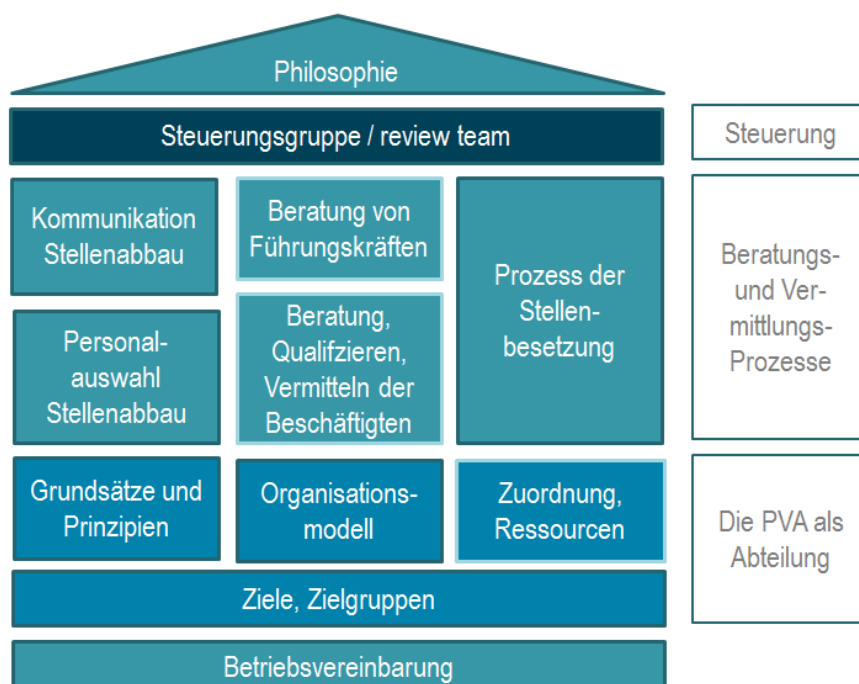 Philosophie
Steuerungsgruppe / review team
Steuerung
Kommunikation
Stellenabbau
Beratung von
Führungskräften
Prozess der
Stellen-
besetzung
Beratungs-
und Ver-
mittlungs-
Prozesse
Personal-
auswahl
Stellenabbau
Beratung,
Qualifzieren,
Vermitteln der
Beschäftigten
Grundsätze und
Prinzipien
Organisations-
modell
Zuordnung,
Ressourcen
Die PVA als
Abteilung
Ziele, Zielgruppen
Betriebsvereinbarung